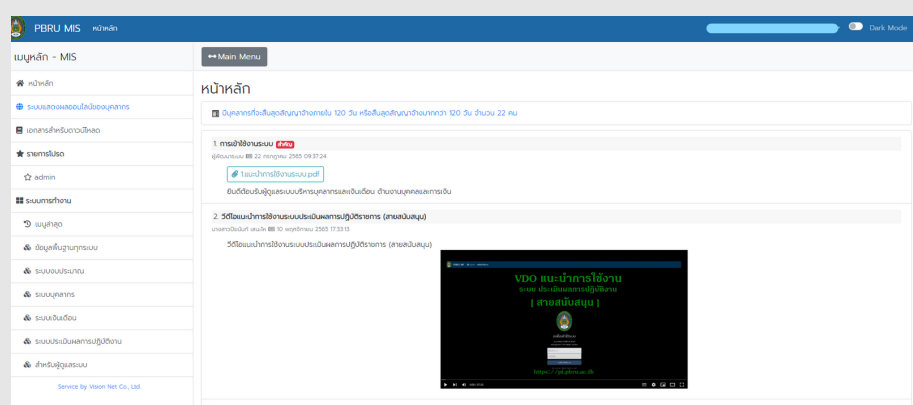 PBRU MIS หน้าหลัก
Dark Mode
เมนูหลัก - MIS
Main Menu
หน้าหลัก
ระบบแสดงผลออนไลน์ของบุคลากร
เอกสารสำหรับดาวน์โหลด
รายการโปรด
admin
ระบบการทำงาน
เมนูล่าสุด
ข้อมูลพื้นฐานทุกระบบ
ระบบงบประมาณ
ระบบบุคลากร
ระบบเงินเดือน
ระบบประเมินผลการปฏิบัติงาน
สำหรับผู้ดูแลระบบ
Service by Vision Net Co., Ltd.
หน้าหลัก
มีบุคลากรที่จะสิ้นสุดสัญญาจ้างภายใน 120 วัน หรือสิ้นสุดสัญญาจ้างมากกว่า 120 วัน จำนวน 22 คน
1. การเข้าใช้งานระบบ สำคัญ
ผู้พัฒนาระบบ 22 กรกฎาคม 2565 09:37:24
1.แนะนำการใช้งานระบบ.pdf
ยินดีต้อนรับผู้ดูแลระบบบริหารบุคลากรและเงินเดือน ด้านงานบุคคลและการเงิน
2. วีดีโอแนะนำการใช้งานระบบประเมินผลการปฏิบัติราชการ (สายสนับสนุน)
10 พฤศจิกายน 2565 17:33:13
วีดีโอแนะนำการใช้งานระบบประเมินผลการปฏิบัติราชการ (สายสนับสนุน)
VDO แนะนำการใช้งาน
ระบบ ประเมินผลการปฏิบัติงาน
[ สายสนับสนุน ]
https://pd.pbru.ac.th